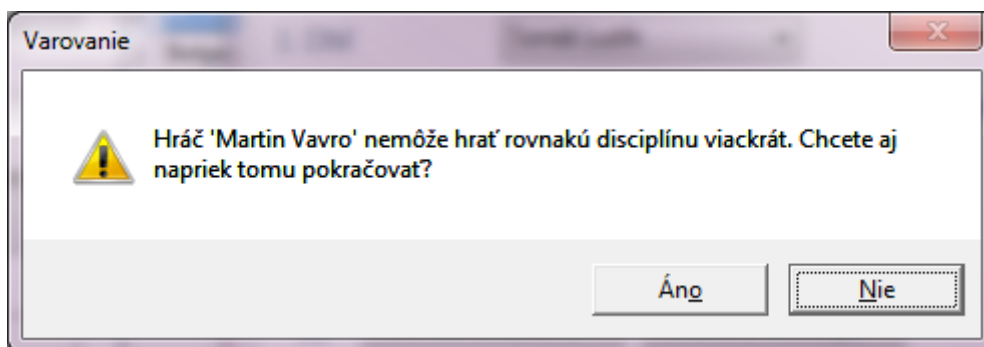 Varovanie
Hráč 'Martin Vavro' nemôže hrať rovnakú disciplínu viackrát. Chcete aj
napriek tomu pokračovať?
Áno
Nie